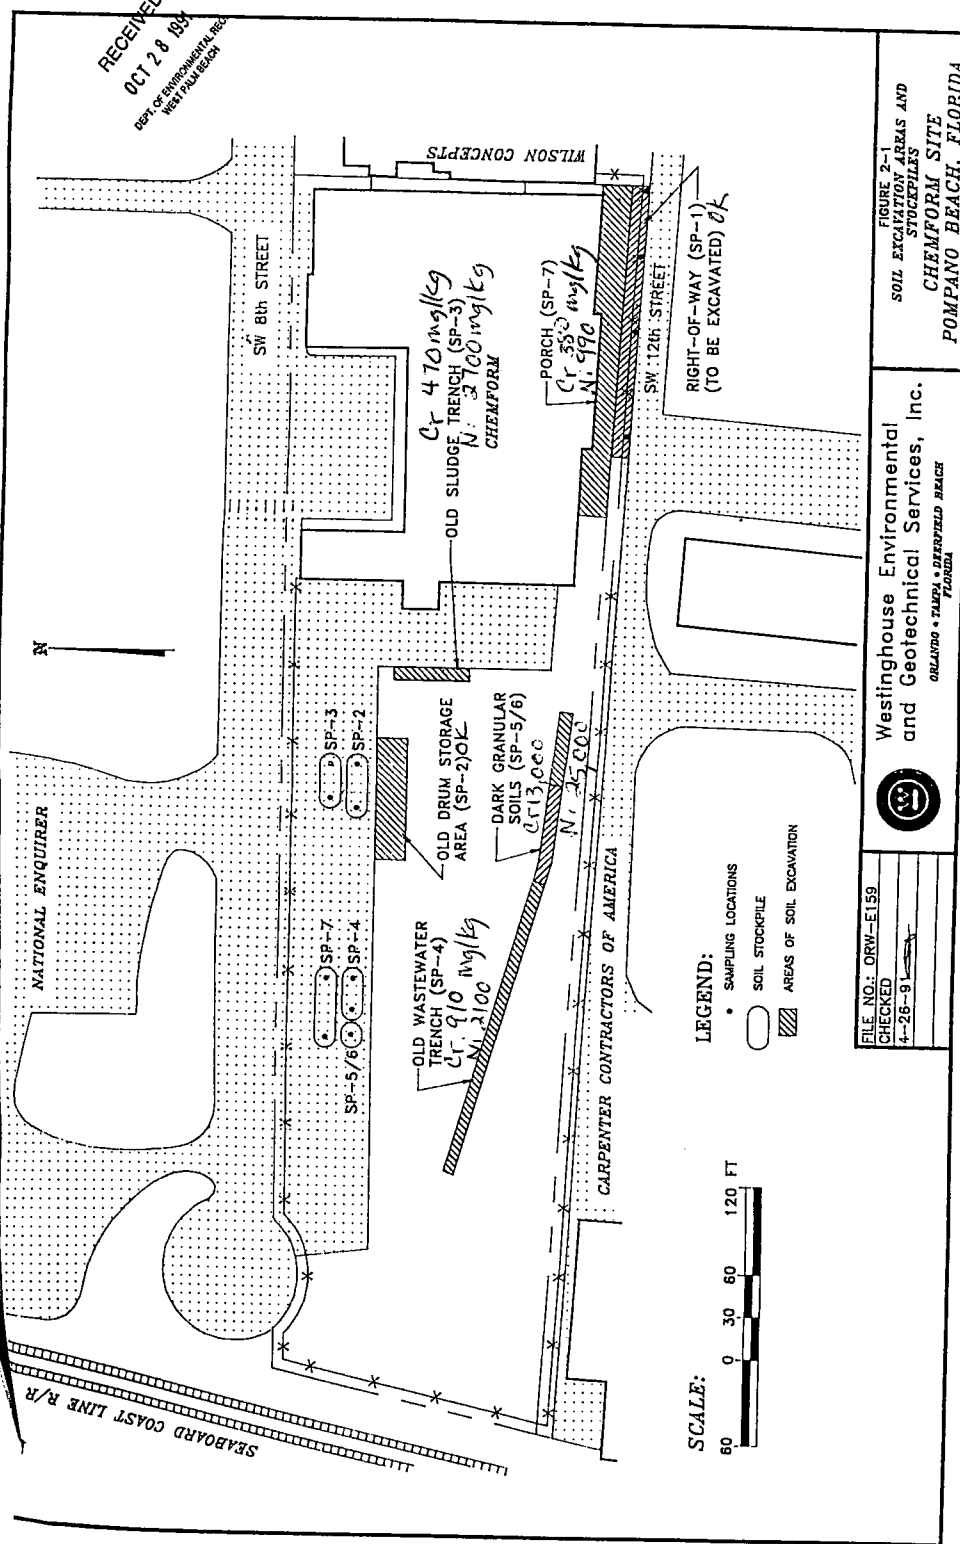 RECEIVED
OCT 28 1991
DEPT. OF ENVIRONMENTAL REG.
WEST PALM BEACH
SEABOARD COAST LINE R/R
NATIONAL ENQUIRER
N
SW 8th STREET
WILSON CONCEPTS
SP-7
SP-4
SP-5/6
SP-3
SP-2
OLD WASTEWATER
TRENCH (SP-4)
Cr 910 mg/kg
Ni 2100
OLD DRUM STORAGE
AREA (SP-2)OK
DARK GRANULAR
SOILS (SP-5/6)
Cr 13,000
Ni 25,000
Cr 470 mg/kg
OLD SLUDGE TRENCH (SP-3)
Ni 2700 mg/kg
CHEMFORM
PORCH (SP-7)
Cr mg/kg
Ni 990
SW 12th STREET
RIGHT-OF-WAY (SP-1)
(TO BE EXCAVATED) OK
CARPENTER CONTRACTORS OF AMERICA
LEGEND:
SAMPLING LOCATIONS
SOIL STOCKPILE
AREAS OF SOIL EXCAVATION
SCALE:
60 0 30 60 120 FT
FILE NO.: ORW-E159
CHECKED
4-26-91
Westinghouse Environmental
and Geotechnical Services, Inc.
ORLANDO • TAMPA • DEERFIELD BEACH
FLORIDA
FIGURE 2-1
SOIL EXCAVATION AREAS AND
STOCKPILES
CHEMFORM SITE
POMPANO BEACH, FLORIDA